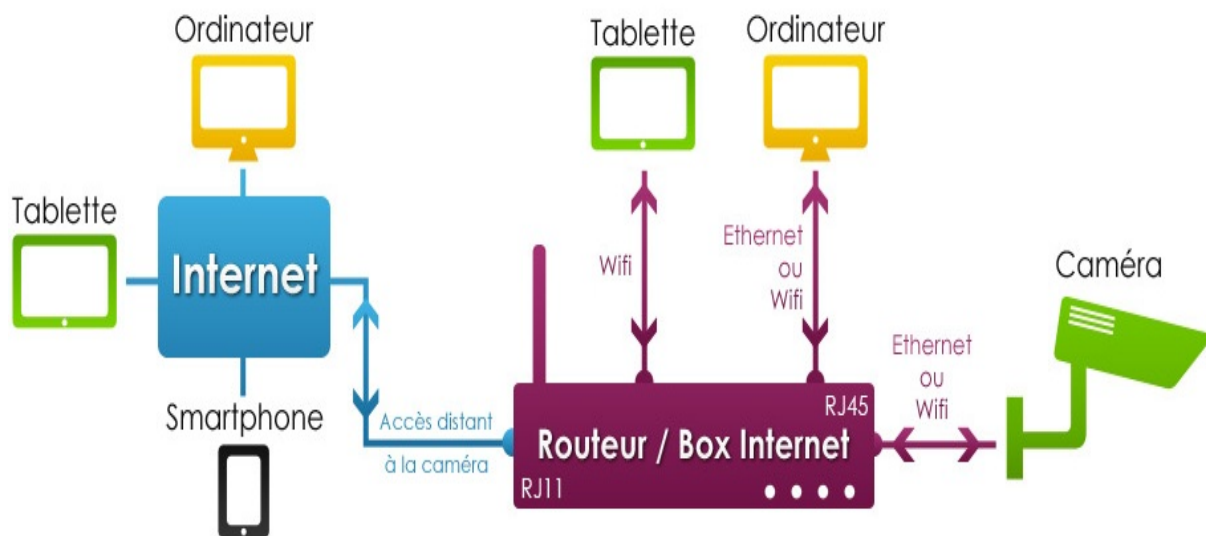 Ordinateur
Tablette
Internet
Smartphone
Accès distant
à la caméra
Tablette
Ordinateur
Wifi
Ethernet
ou
Wifi
RJ45
Routeur / Box Internet
RJ11
Ethernet
ou
Wifi
Caméra